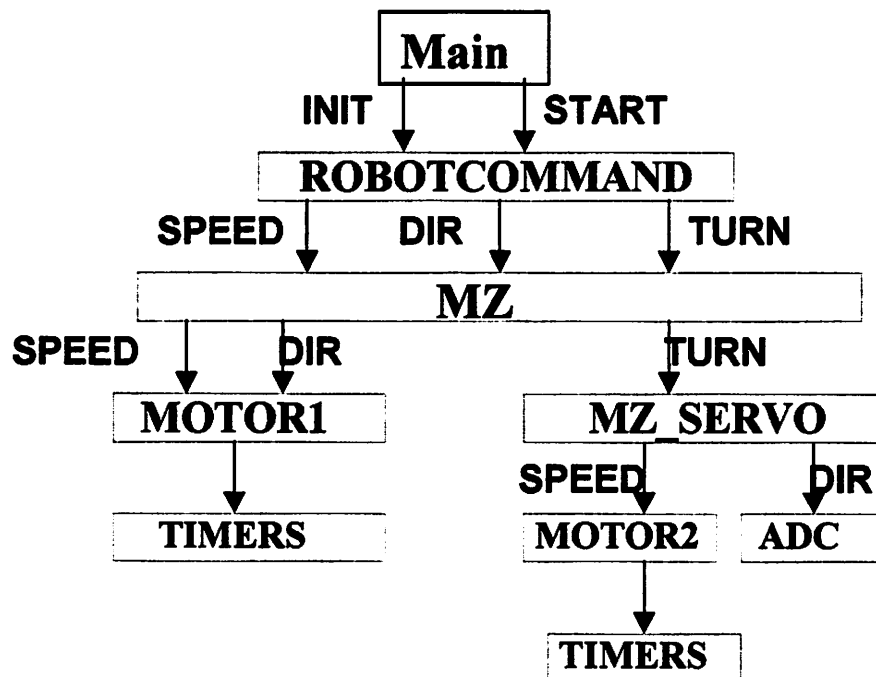 Main
INIT START
ROBOTCOMMAND
SPEED DIR TURN
MZ
SPEED DIR TURN
MOTOR1 MZ_SERVO
SPEED DIR
TIMERS MOTOR2 ADC
TIMERS